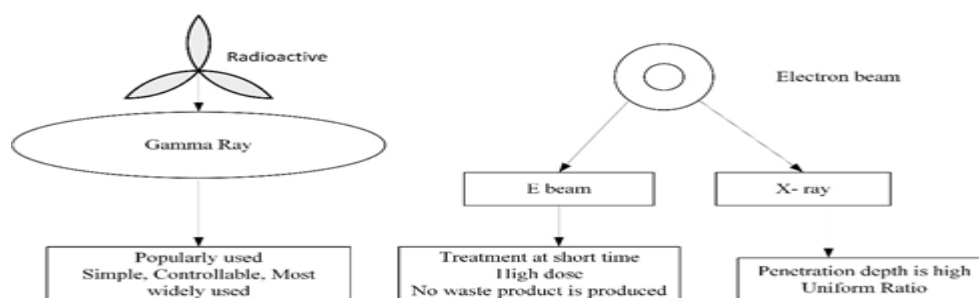 Radioactive
Gamma Ray
Popularly used
Simple, Controllable, Most
widely used
Electron beam
E beam
X- ray
Treatment at short time
High dose
No waste product is produced
Penetration depth is high
Uniform Ratio